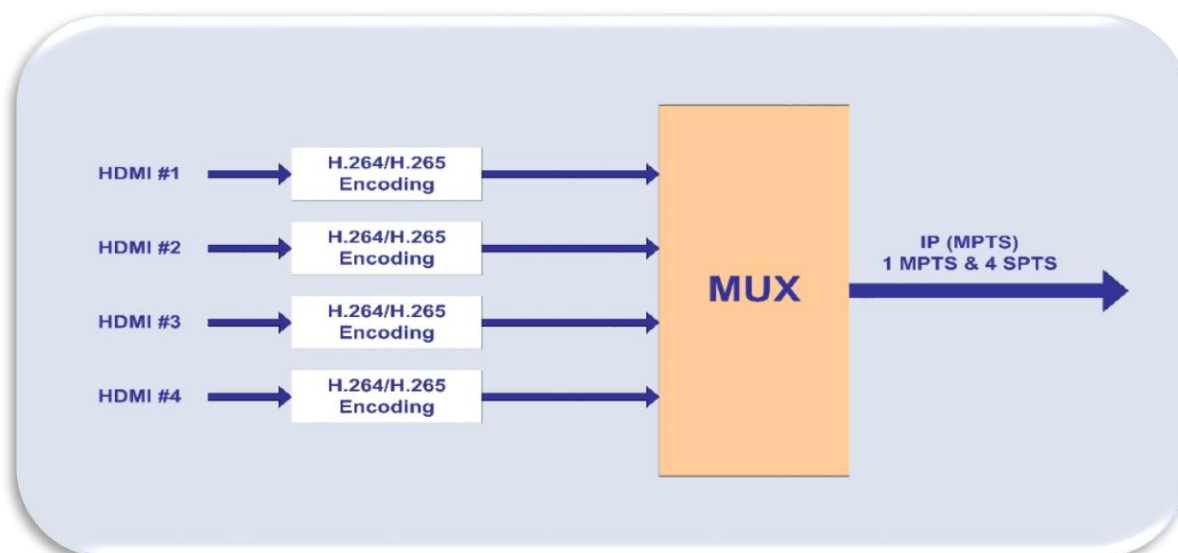 HDMI #1
H.264/H.265
Encoding
HDMI #2
H.264/H.265
Encoding
HDMI #3
H.264/H.265
Encoding
HDMI #4
H.264/H.265
Encoding
MUX
IP (MPTS)
1 MPTS & 4 SPTS